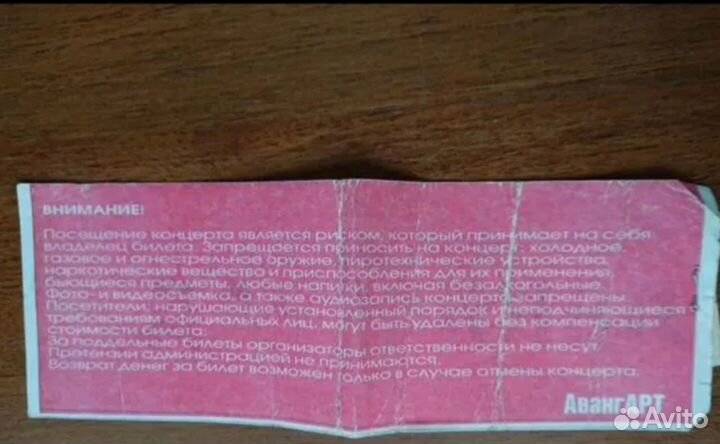 ВНИМАНИЕ!
Посещение концерта является риском, который принимает на себя
владелец билета. Запрещается приносить на концерт: холодное,
газовое и огнестрельное оружие, пиротехнические устройства,
наркотические вещества и приспособления для их применения,
бьющиеся предметы, любые напитки, включая безалкогольные.
Фото- и видеосъемка, а также аудиозапись концерта запрещены.
Посетители, нарушающие установленный порядок и неподчиняющиеся
требованиям официальных лиц, могут быть удалены без компенсации
стоимости билета.
За поддельные билеты организаторы ответственности не несут.
Претензии администрацией не принимаются.
Возврат денег за билет возможен только в случае отмены концерта.
АвангАРТ
Avito